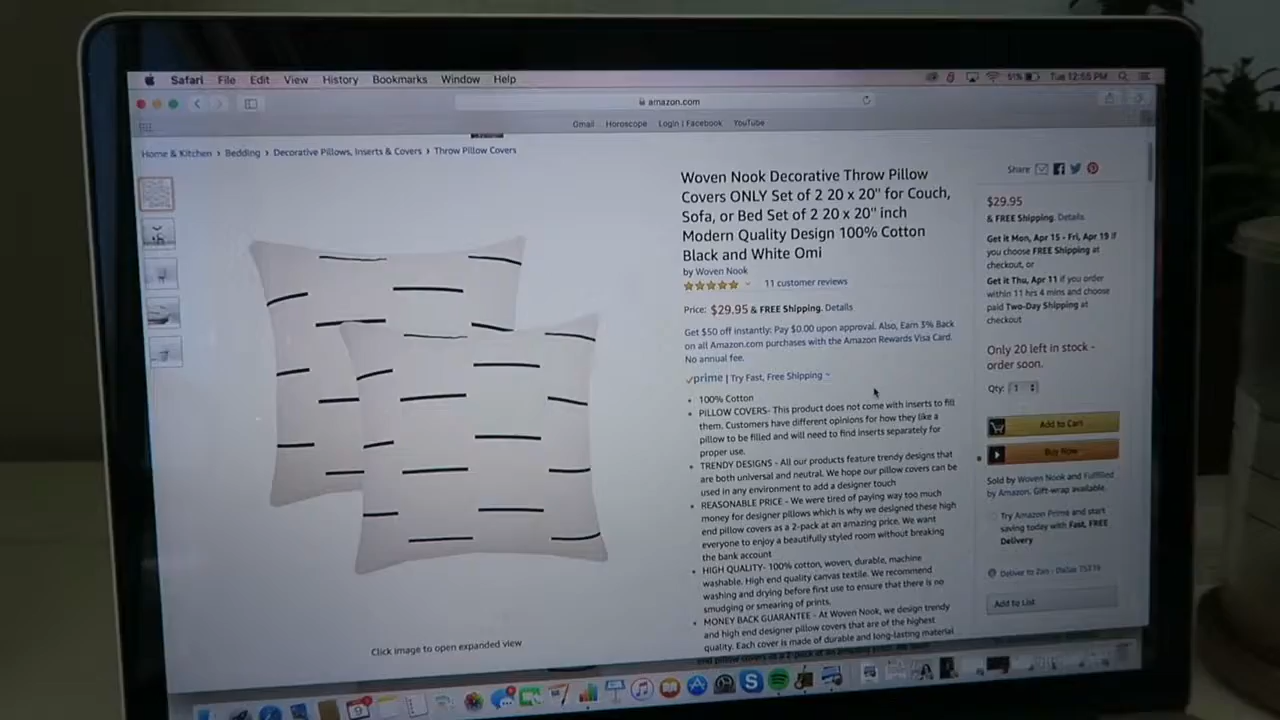 Safari File Edit View History Bookmarks Window Help
51% Tue 12:55 PM
amazon.com
Gmail Horoscope Login | Facebook YouTube
Home & Kitchen › Bedding › Decorative Pillows, Inserts & Covers › Throw Pillow Covers
Woven Nook Decorative Throw Pillow
Covers ONLY Set of 2 20 x 20" for Couch,
Sofa, or Bed Set of 2 20 x 20" inch
Modern Quality Design 100% Cotton
Black and White Omi
by Woven Nook
11 customer reviews
Price: $29.95 & FREE Shipping. Details
Get $50 off instantly: Pay $0.00 upon approval. Also, Earn 3% Back
on all Amazon.com purchases with the Amazon Rewards Visa Card.
No annual fee.
prime | Try Fast, Free Shipping
• 100% Cotton
• PILLOW COVERS- This product does not come with inserts to fill
them. Customers have different opinions for how they like a
pillow to be filled and will need to find inserts separately for
proper use.
• TRENDY DESIGNS - All our products feature trendy designs that
are both universal and neutral. We hope our pillow covers can be
used in any environment to add a designer touch
• REASONABLE PRICE - We were tired of paying way too much
money for designer pillows which is why we designed these high
end pillow covers as a 2-pack at an amazing price. We want
everyone to enjoy a beautifully styled room without breaking
the bank account
• HIGH QUALITY- 100% cotton, woven, durable, machine
washable. High end quality canvas textile. We recommend
washing and drying before first use to ensure that there is no
smudging or smearing of prints.
• MONEY BACK GUARANTEE - At Woven Nook, we design trendy
and high end designer pillow covers that are of the highest
quality. Each cover is made of durable and long-lasting material
Click image to open expanded view
Share
$29.95
& FREE Shipping. Details
Get it Mon, Apr 15 - Fri, Apr 19 if
you choose FREE Shipping at
checkout, or
Get it Thu, Apr 11 if you order
within 11 hrs 4 mins and choose
paid Two-Day Shipping at
checkout
Only 20 left in stock -
order soon.
Qty: 1
Add to Cart
Buy Now
Sold by Woven Nook and Fulfilled
by Amazon. Gift-wrap available.
Try Amazon Prime and start
saving today with Fast, FREE
Delivery
Add to List